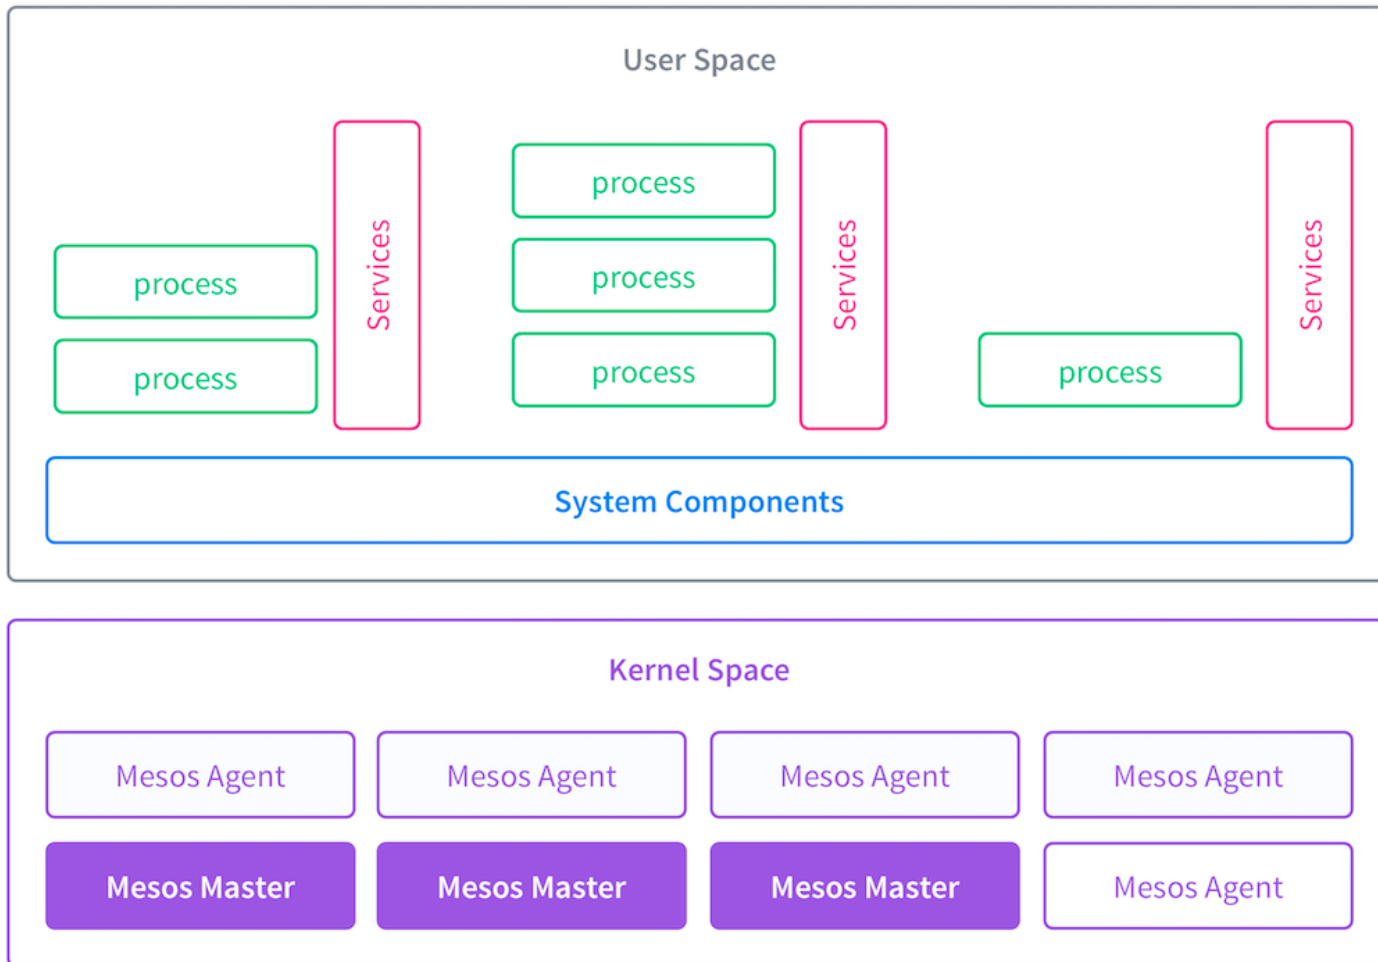 User Space
process
process
Services
process
process
process
Services
process
Services
System Components
Kernel Space
Mesos Agent
Mesos Agent
Mesos Agent
Mesos Agent
Mesos Master
Mesos Master
Mesos Master
Mesos Agent